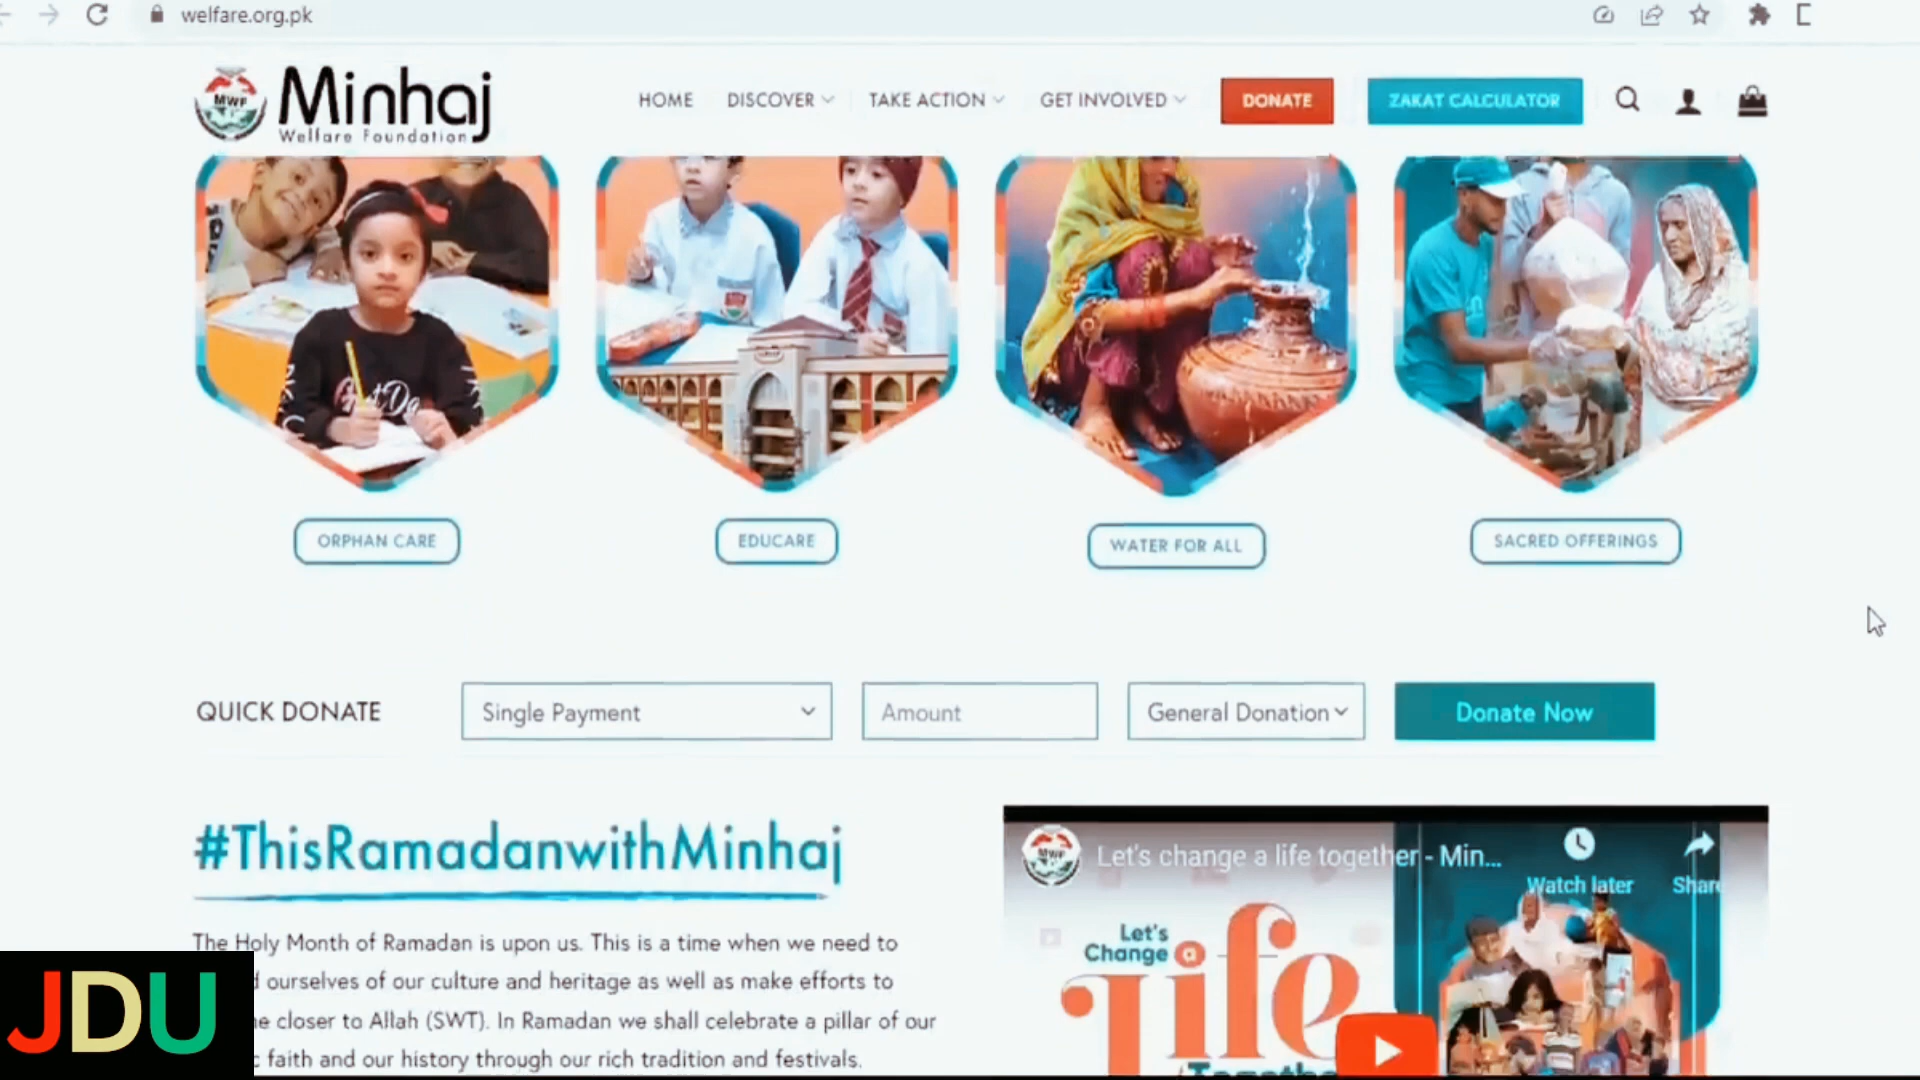 welfare.org.pk
MWF
Minhaj
Welfare Foundation
HOME
DISCOVER
TAKE ACTION
GET INVOLVED
DONATE
ZAKAT CALCULATOR
ORPHAN CARE
EDUCARE
WATER FOR ALL
SACRED OFFERINGS
QUICK DONATE
Single Payment
Amount
General Donation
Donate Now
#ThisRamadanwithMinhaj
The Holy Month of Ramadan is upon us. This is a time when we need to
ourselves of our culture and heritage as well as make efforts to
closer to Allah (SWT). In Ramadan we shall celebrate a pillar of our
faith and our history through our rich tradition and festivals.
MWF
Let's change a life together - Min...
Watch later
Share
Let's
Change a
Life
Together
JDU